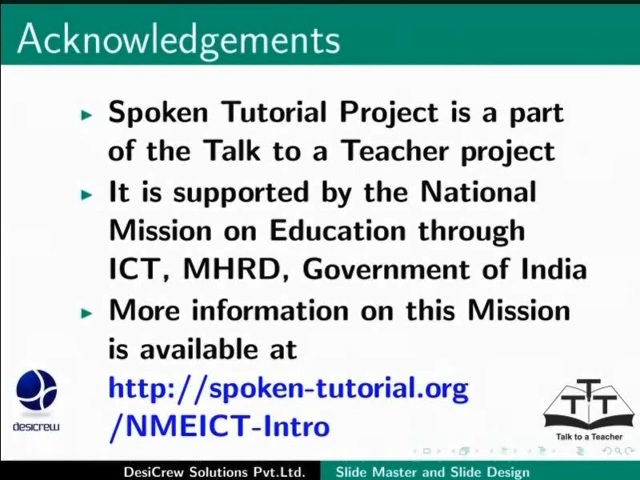 Acknowledgements
▶ Spoken Tutorial Project is a part
of the Talk to a Teacher project
▶ It is supported by the National
Mission on Education through
ICT, MHRD, Government of India
▶ More information on this Mission
is available at
http://spoken-tutorial.org
/NMEICT-Intro
desicrew
TTT
Talk to a Teacher
DesiCrew Solutions Pvt.Ltd.
Slide Master and Slide Design